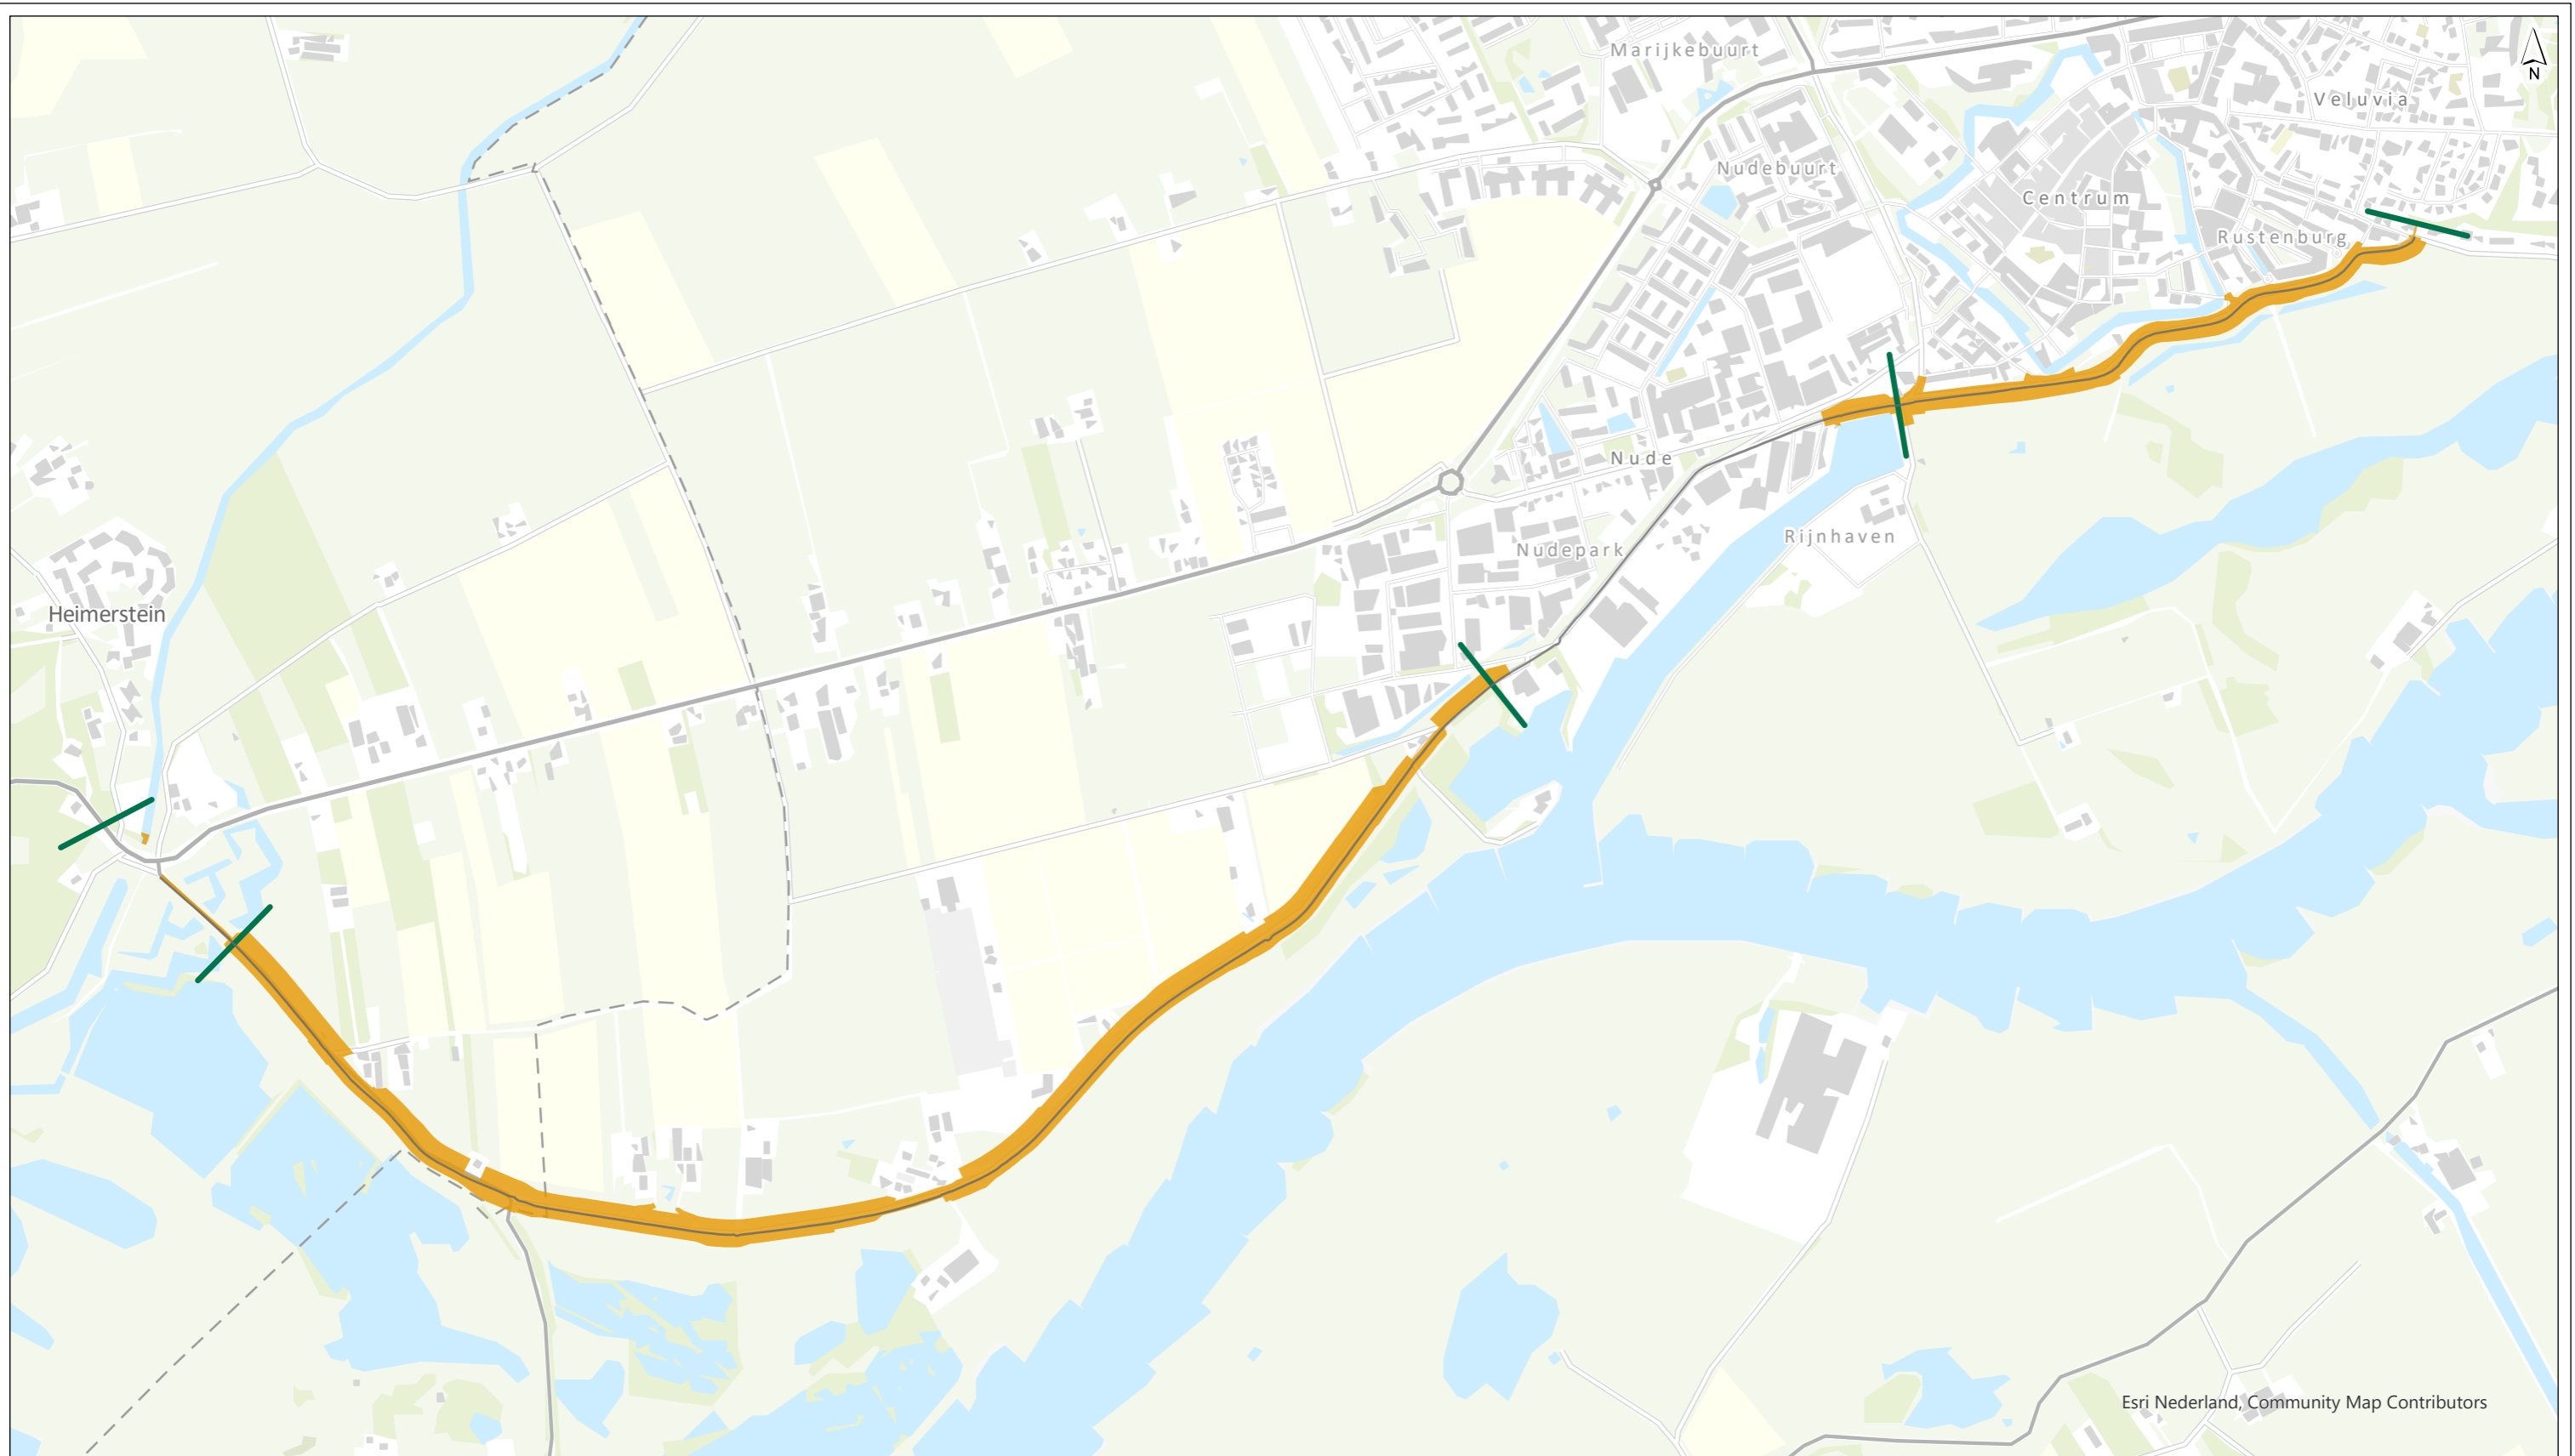 Marijkebuurt
N
Veluvia
Nudebuurt
Centrum
Rustenburg
Nude
Rijnhaven
Nudepark
Heimerstein
Esri Nederland, Community Map Contributors